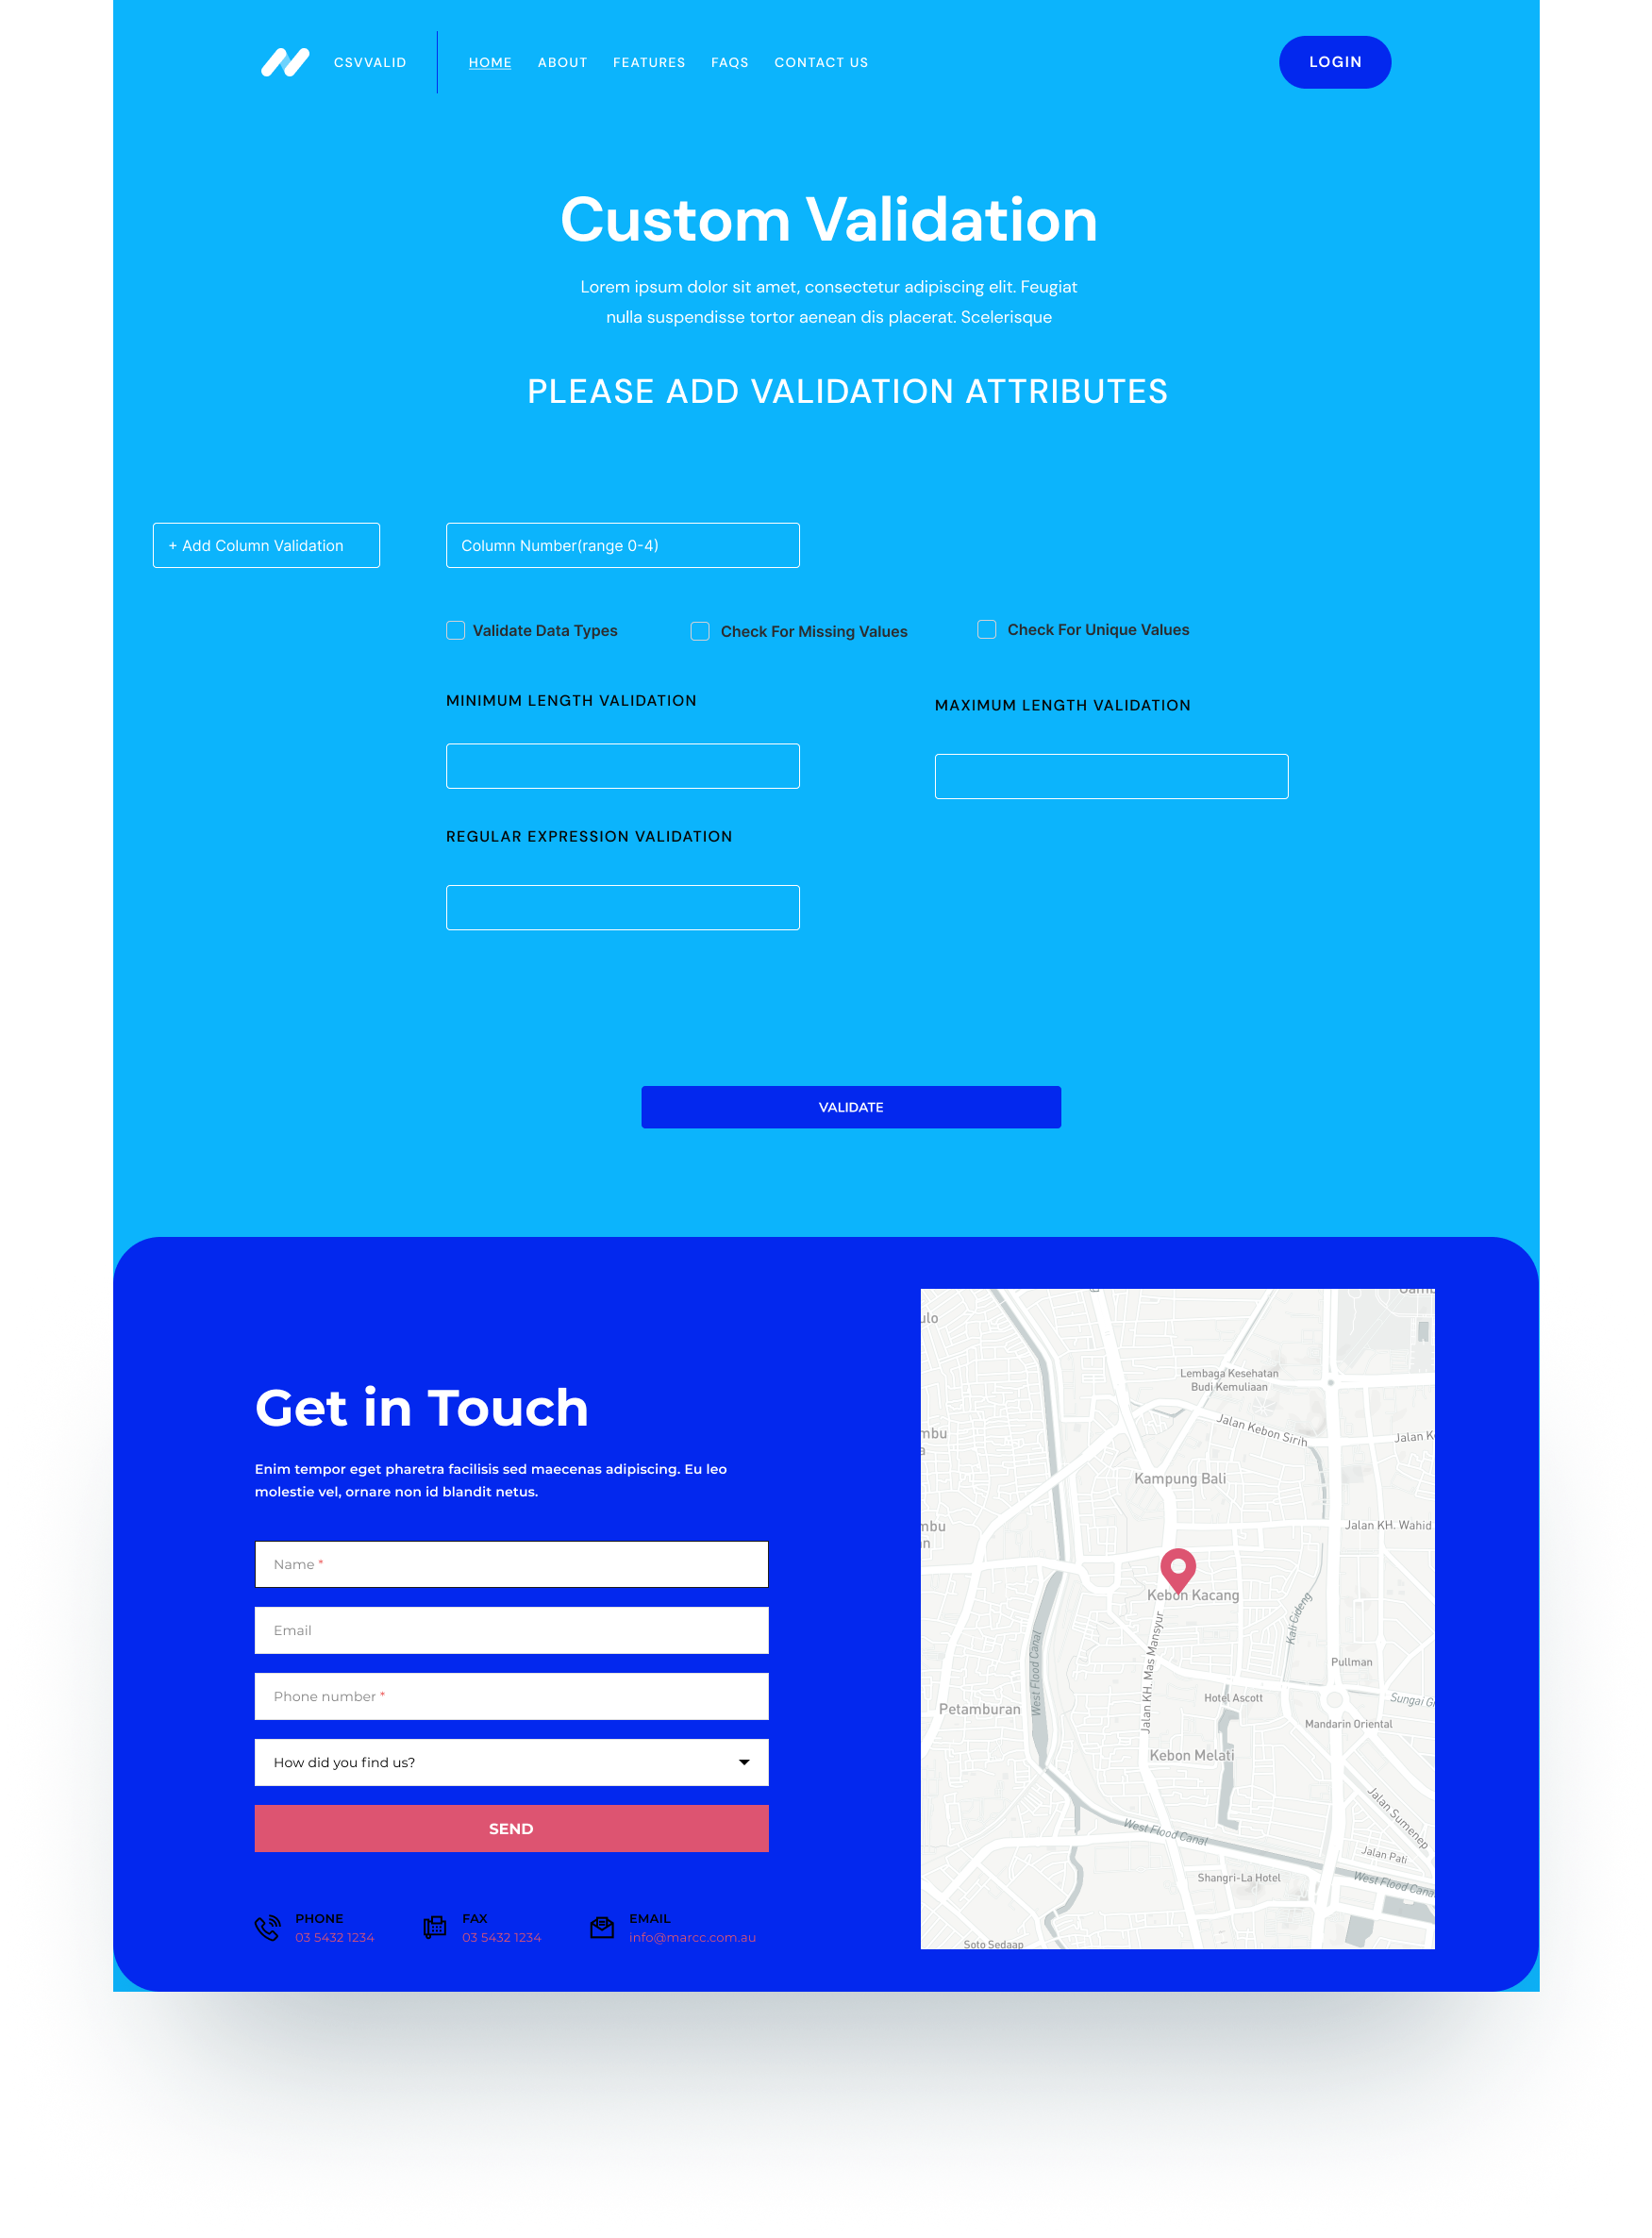 CSVVALID
HOME
ABOUT
FEATURES
FAQS
CONTACT US
LOGIN
Custom Validation
Lorem ipsum dolor sit amet, consectetur adipiscing elit. Feugiat
nulla suspendisse tortor aenean dis placerat. Scelerisque
PLEASE ADD VALIDATION ATTRIBUTES
+ Add Column Validation
Column Number(range 0-4)
Validate Data Types
Check For Missing Values
Check For Unique Values
MINIMUM LENGTH VALIDATION
MAXIMUM LENGTH VALIDATION
REGULAR EXPRESSION VALIDATION
VALIDATE
Get in Touch
Enim tempor eget pharetra facilisis sed maecenas adipiscing. Eu leo
molestie vel, ornare non id blandit netus.
Name *
Email
Phone number *
How did you find us?
SEND
PHONE
03 5432 1234
FAX
03 5432 1234
EMAIL
info@marcc.com.au
Lembaga Kesehatan
Budi Kemuliaan
Jalan Kebon Sirih
Jalan K
Kampung Bali
Jalan KH. Wahid
Kebon Kacang
Kali Cideng
Jalan KH. Mas Mansyur
West Flood Canal
Pullman
Hotel Ascott
Sungai G
Petamburan
Mandarin Oriental
Kebon Melati
Jalan Sumenep
West Flood Canal
Jalan Pati
Shangri-La Hotel
West Flood Cana
Soto Sedaap